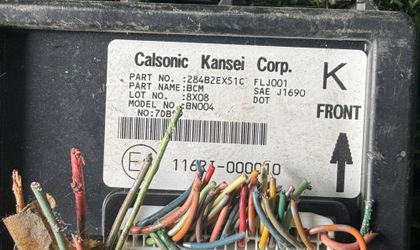 Calsonic Kansei Corp.
PART NO. :284B2EX51C FLJ001
PART NAME:BCM SAE J1690
LOT NO. :8X08 DOT
MODEL NO.:BN004
K
FRONT